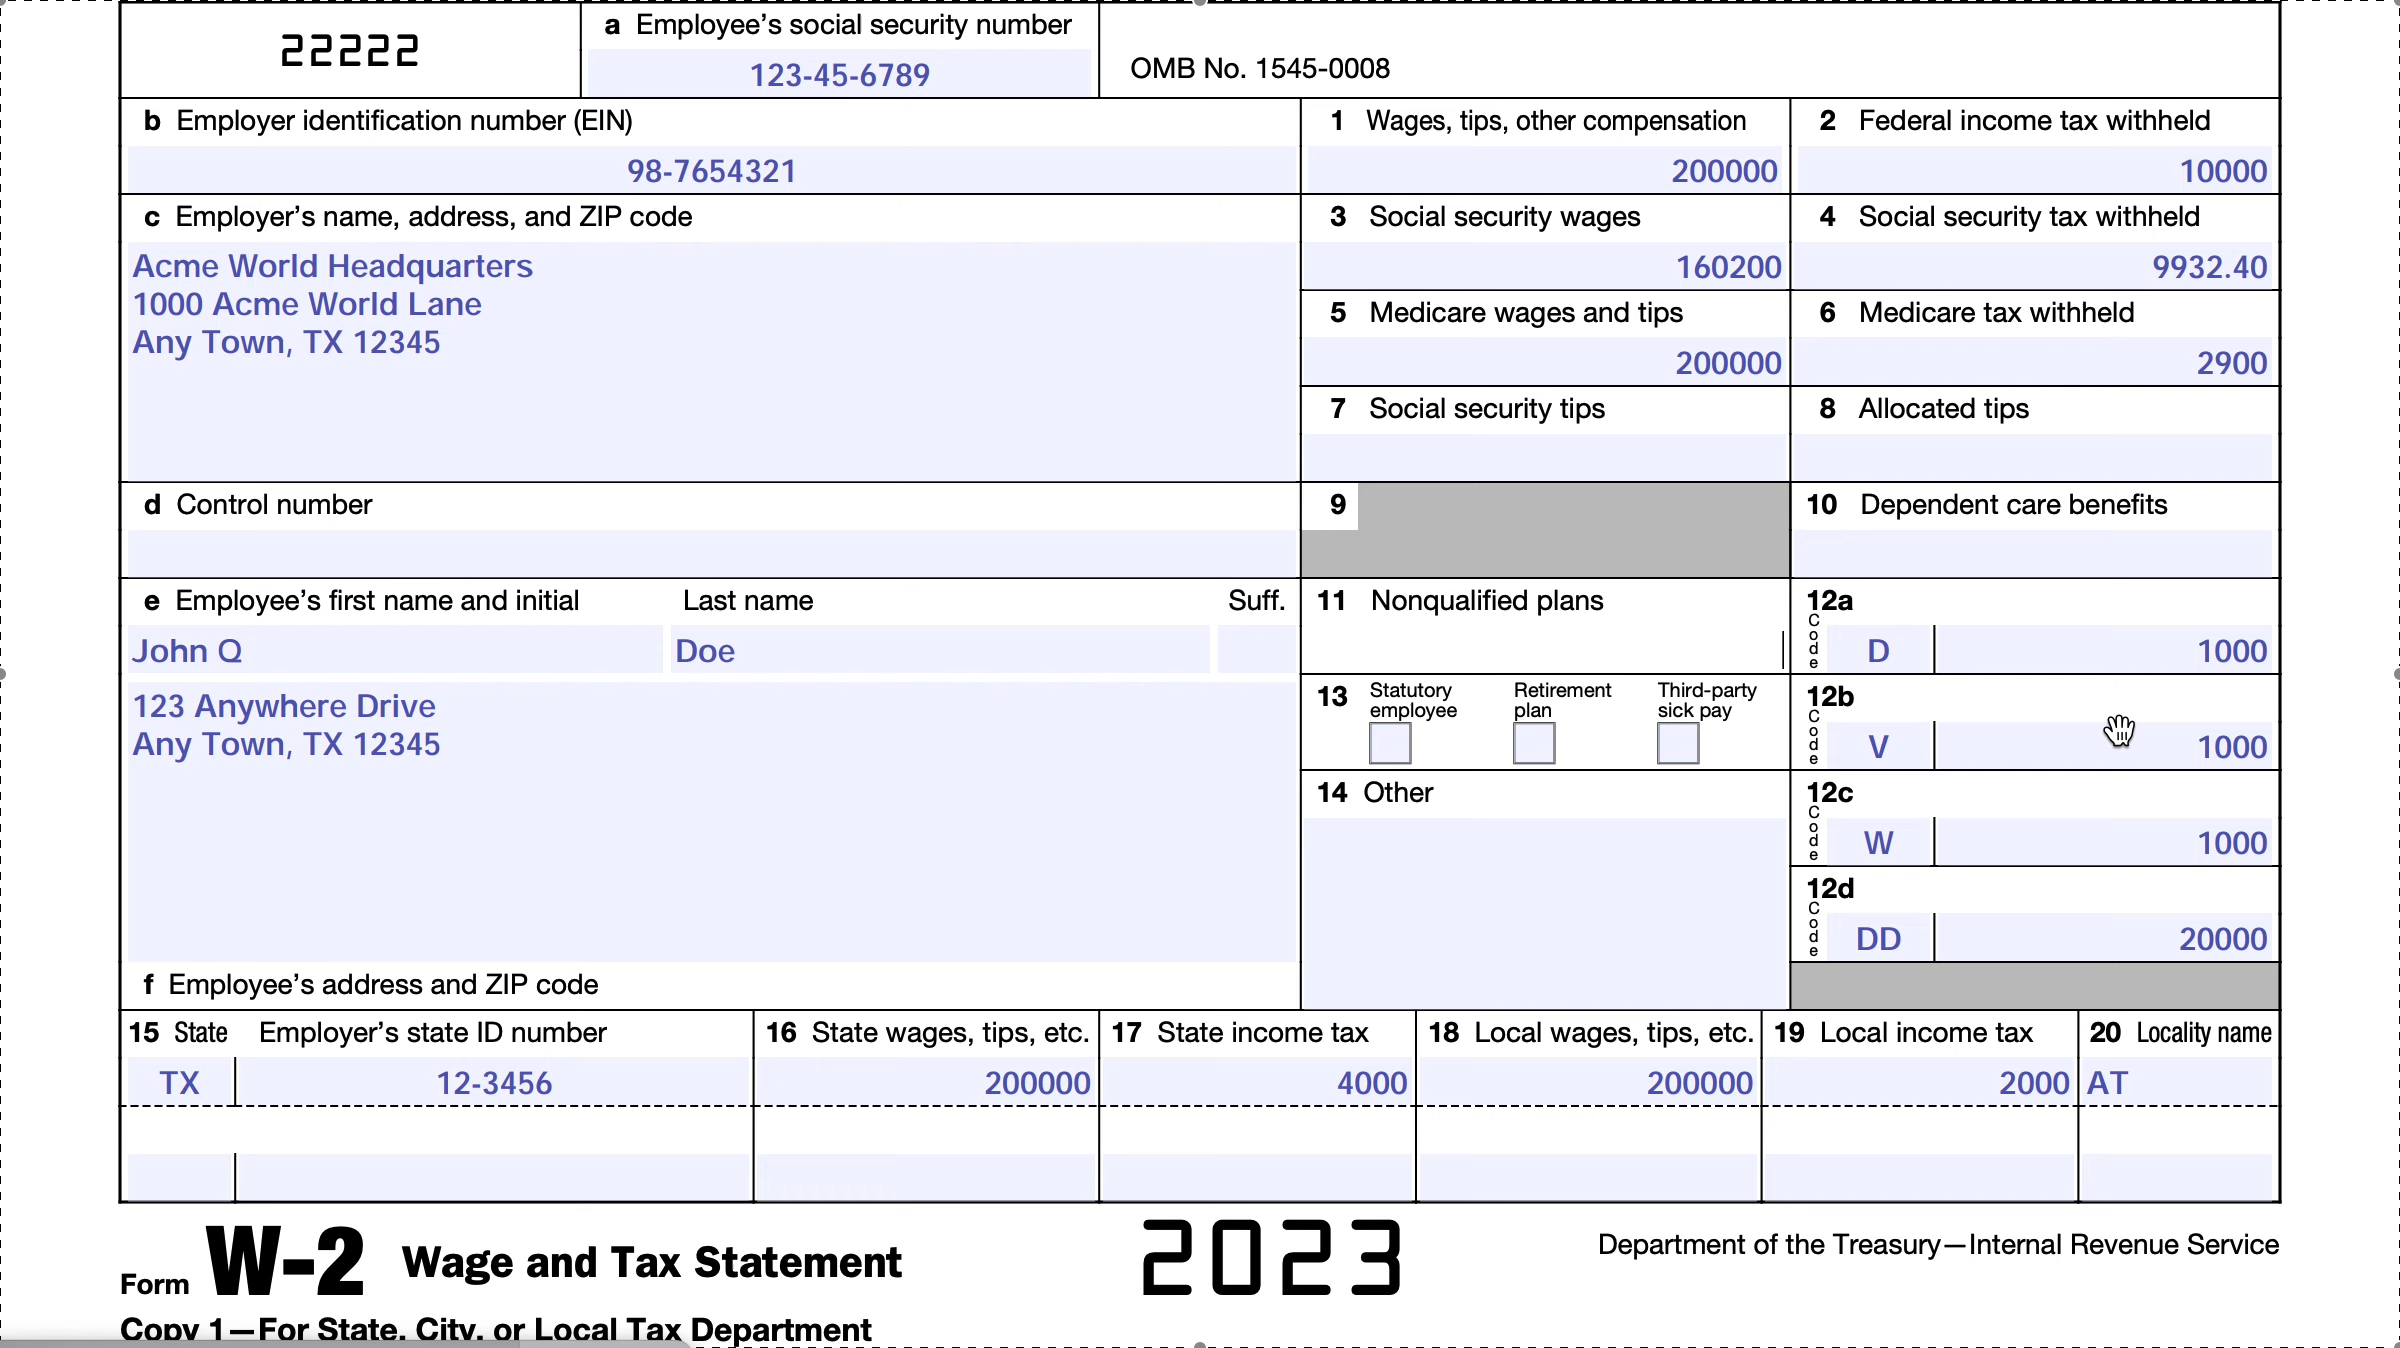 22222
a Employee's social security number
123-45-6789
OMB No. 1545-0008
b Employer identification number (EIN)
98-7654321
1 Wages, tips, other compensation
200000
2 Federal income tax withheld
10000
c Employer's name, address, and ZIP code
Acme World Headquarters
1000 Acme World Lane
Any Town, TX 12345
3 Social security wages
160200
4 Social security tax withheld
9932.40
5 Medicare wages and tips
200000
6 Medicare tax withheld
2900
7 Social security tips
8 Allocated tips
d Control number
9
10 Dependent care benefits
e Employee's first name and initial
Last name
Suff.
John Q
Doe
123 Anywhere Drive
Any Town, TX 12345
f Employee's address and ZIP code
11 Nonqualified plans
12a
Code
D
1000
13
Statutory employee
Retirement plan
Third-party sick pay
12b
Code
V
1000
14 Other
12c
Code
W
1000
12d
Code
DD
20000
15 State
Employer's state ID number
16 State wages, tips, etc.
17 State income tax
18 Local wages, tips, etc.
19 Local income tax
20 Locality name
TX
12-3456
200000
4000
200000
2000
AT
Form W-2 Wage and Tax Statement
2023
Department of the Treasury—Internal Revenue Service
Copy 1—For State, City, or Local Tax Department